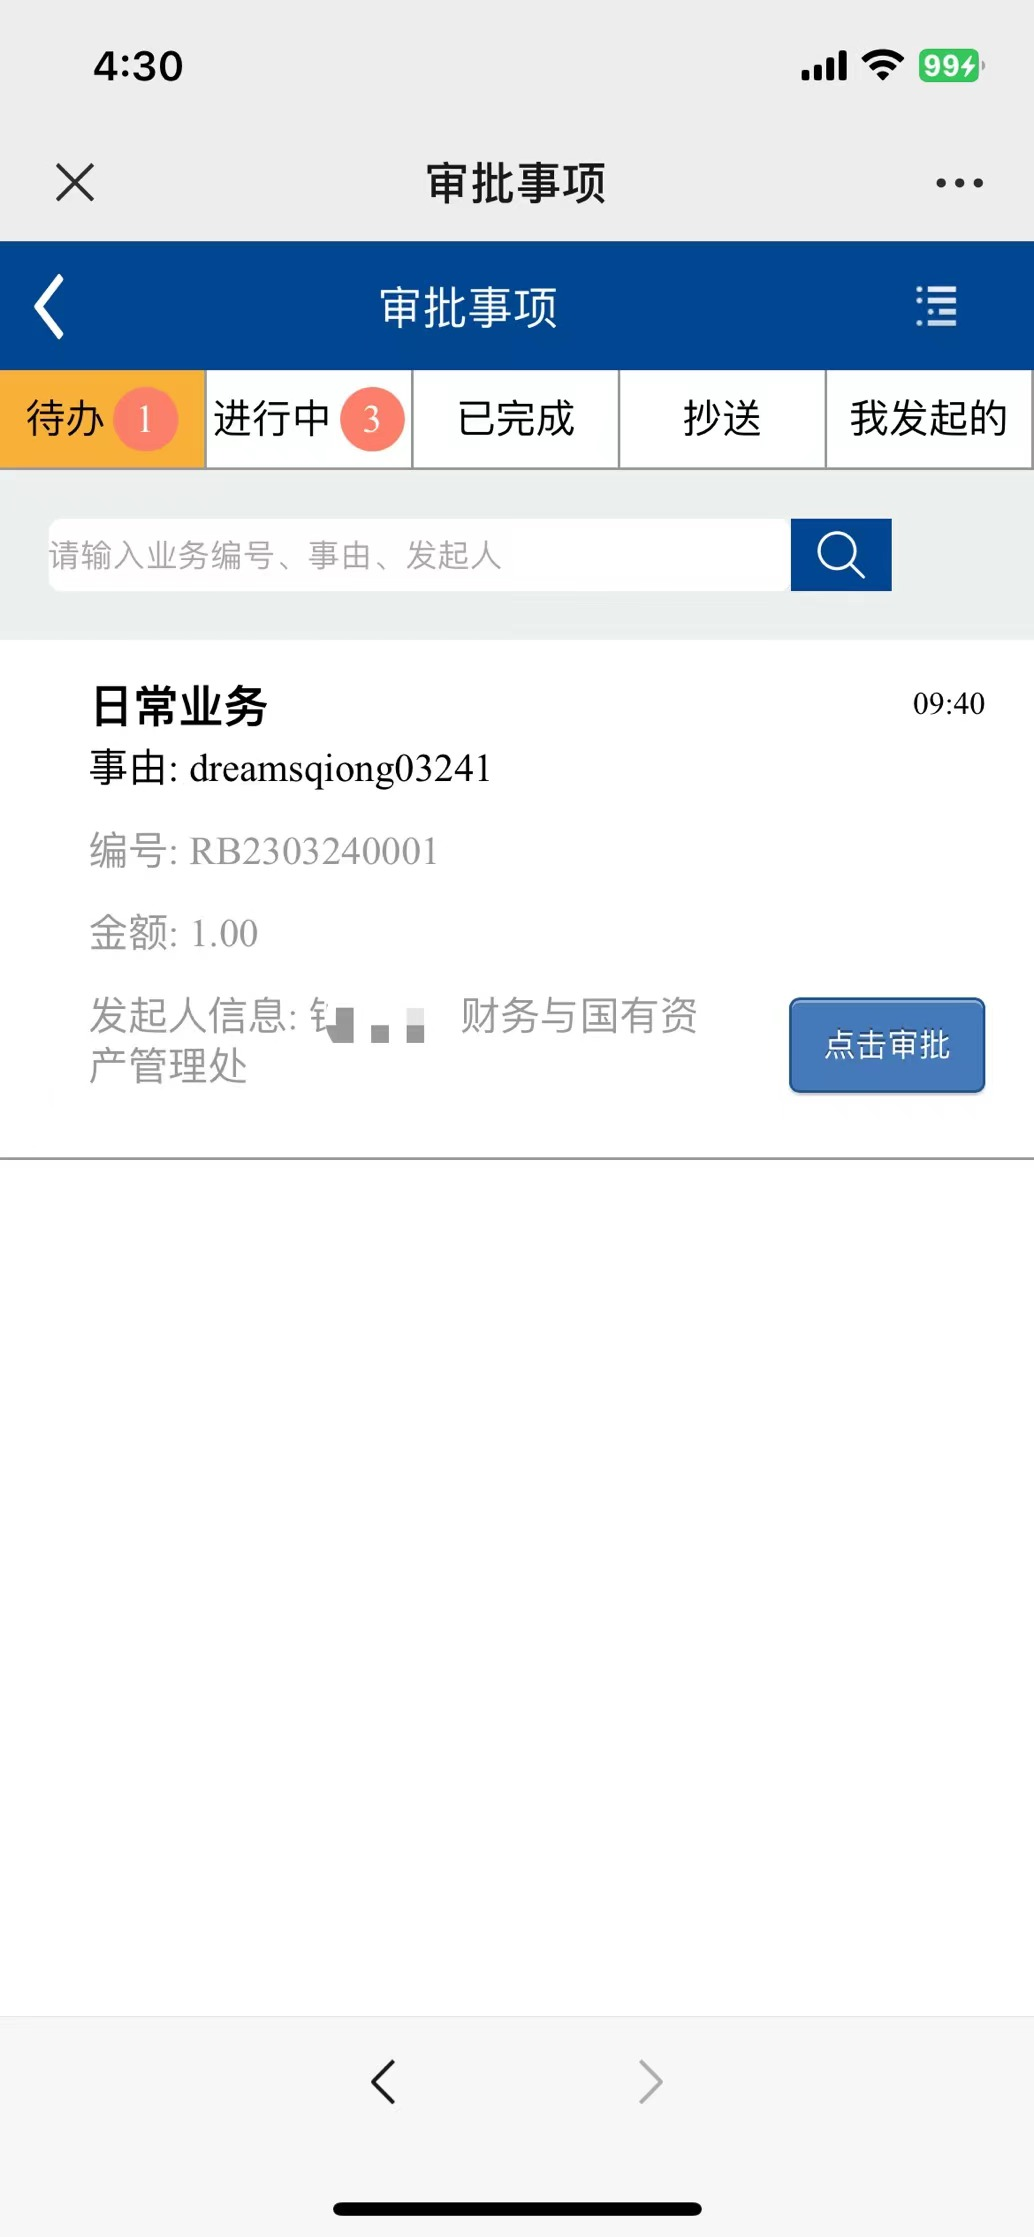 4:30
99
审批事项
审批事项
待办 1 进行中 3 已完成 抄送 我发起的
请输入业务编号、事由、发起人
日常业务 09:40
事由: dreamsqiong03241
编号: RB2303240001
金额: 1.00
发起人信息: 财务与国有资
产管理处
点击审批